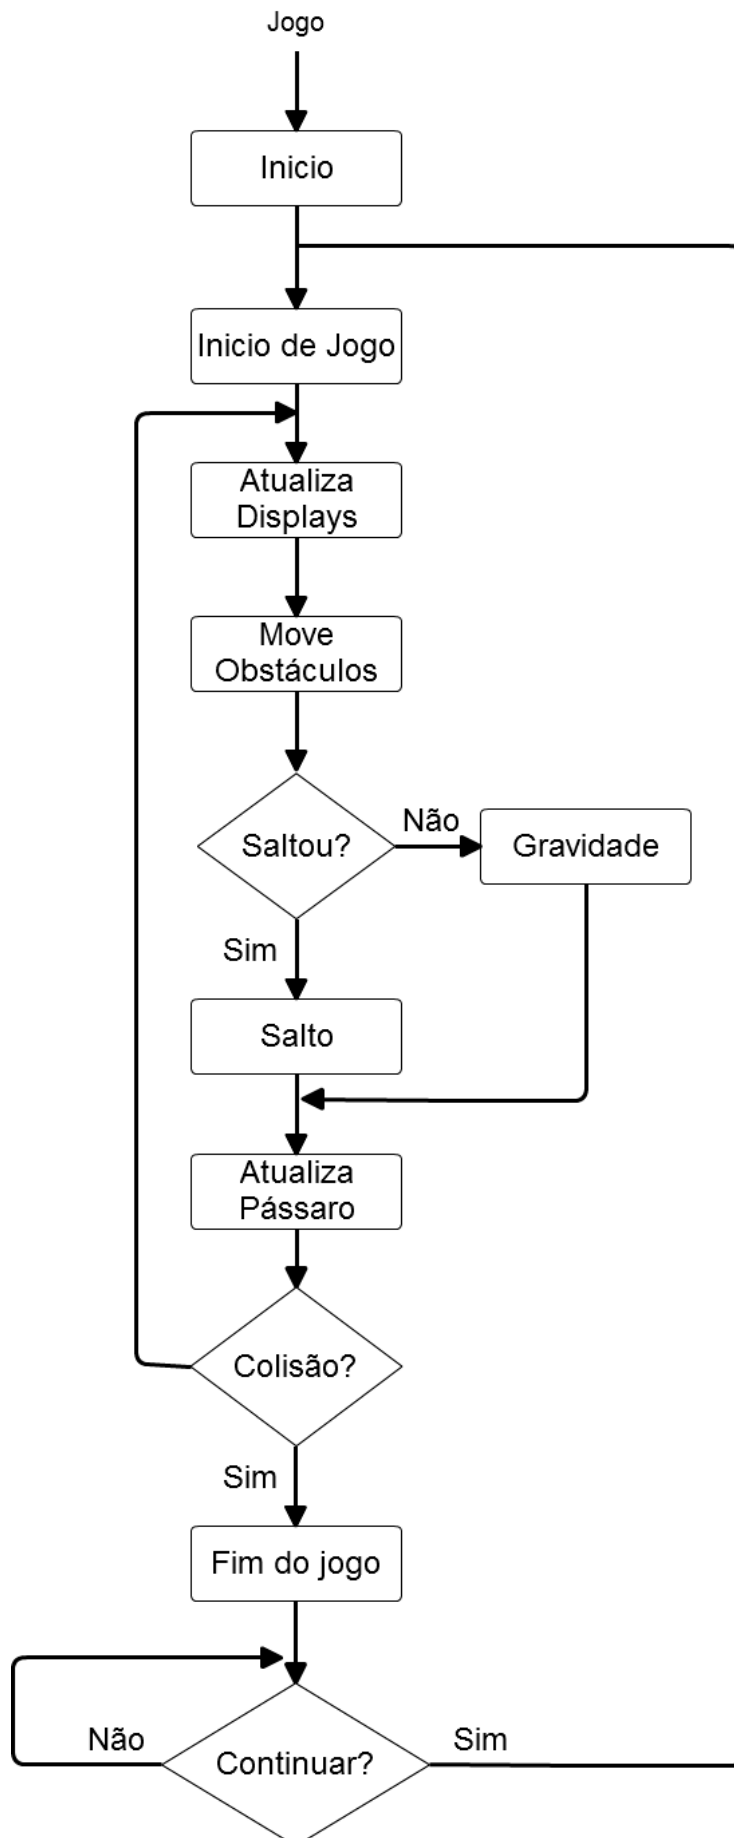 Jogo
Inicio
Inicio de Jogo
Atualiza
Displays
Move
Obstáculos
Saltou?
Não
Gravidade
Sim
Salto
Atualiza
Pássaro
Colisão?
Sim
Fim do jogo
Não
Continuar?
Sim